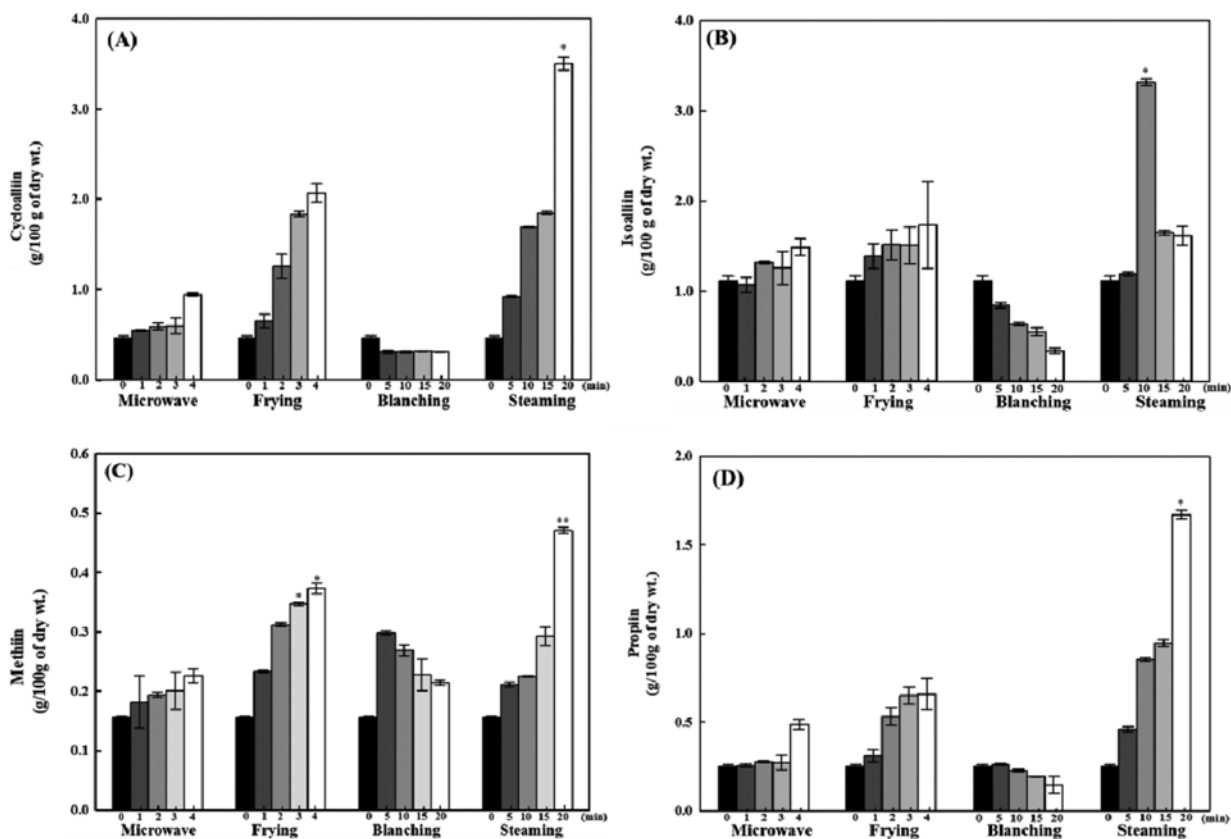 (A)
4.0
3.0
2.0
1.0
0.0
Cycloalliin
(g/100 g of dry wt.)
*
0 1 2 3 4 0 1 2 3 4 0 5 10 15 20 0 5 10 15 20 (min)
Microwave Frying Blanching Steaming
(B)
4.0
3.0
2.0
1.0
0.0
Isoalliin
(g/100 g of dry wt.)
*
0 1 2 3 4 0 1 2 3 4 0 5 10 15 20 0 5 10 15 20 (min)
Microwave Frying Blanching Steaming
(C)
0.6
0.5
0.4
0.3
0.2
0.1
0.0
Methiin
(g/100g of dry wt.)
* * **
0 1 2 3 4 0 1 2 3 4 0 5 10 15 20 0 5 10 15 20 (min)
Microwave Frying Blanching Steaming
(D)
2.0
1.5
1.0
0.5
0.0
Propiin
(g/100g of dry wt.)
*
0 1 2 3 4 0 1 2 3 4 0 5 10 15 20 0 5 10 15 20 (min)
Microwave Frying Blanching Steaming